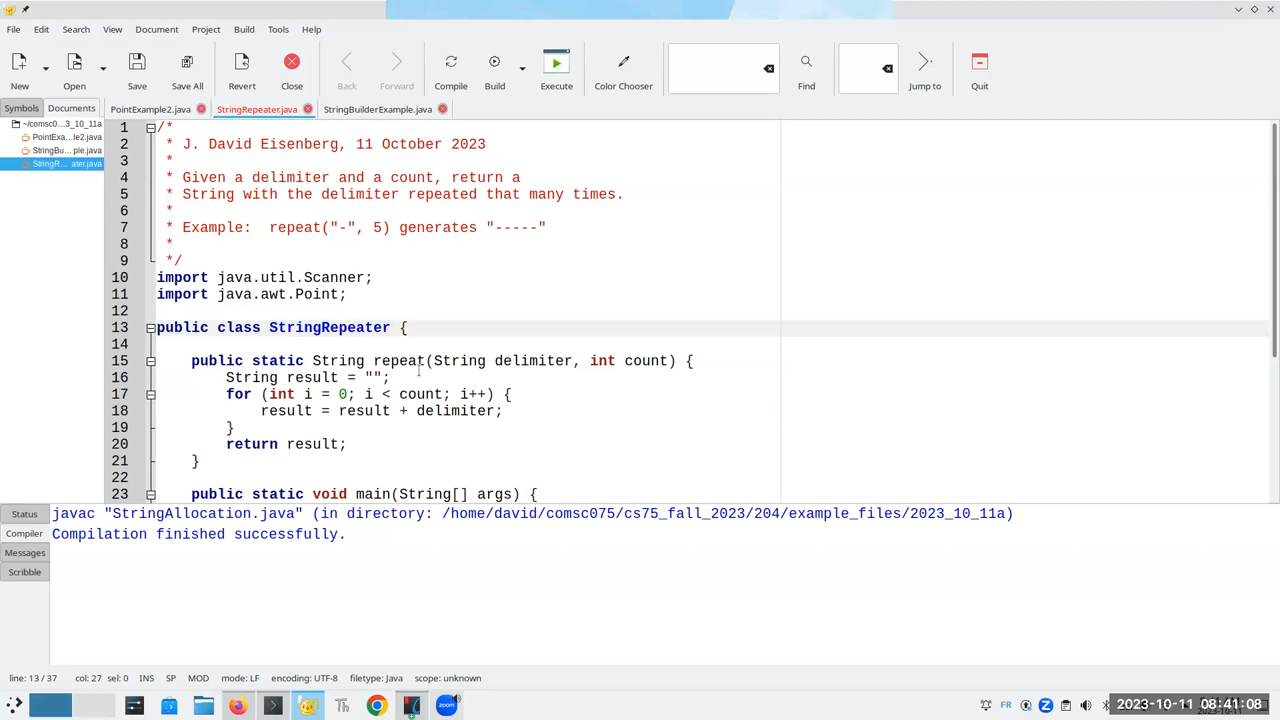 File Edit Search View Document Project Build Tools Help
New Open Save Save All Revert Close Back Forward Compile Build Execute Color Chooser Find Jump to Quit
Symbols Documents PointExample2.java StringRepeater.java StringBuilderExample.java
~/comsc0...3_10_11a
PointExa...le2.java
StringBu...ple.java
StringR... ater.java
1 /*
2 * J. David Eisenberg, 11 October 2023
3 *
4 * Given a delimiter and a count, return a
5 * String with the delimiter repeated that many times.
6 *
7 * Example:  repeat("-", 5) generates "-----"
8 *
9 */
10 import java.util.Scanner;
11 import java.awt.Point;
12
13 public class StringRepeater {
14
15 public static String repeat(String delimiter, int count) {
16 String result = "";
17 for (int i = 0; i < count; i++) {
18 result = result + delimiter;
19 }
20 return result;
21 }
22
23 public static void main(String[] args) {
Status
Compiler
Messages
Scribble
javac "StringAllocation.java" (in directory: /home/david/comsc075/cs75_fall_2023/204/example_files/2023_10_11a)
Compilation finished successfully.
line: 13 / 37 col: 27 sel: 0 INS SP MOD mode: LF encoding: UTF-8 filetype: Java scope: unknown
Th zoom FR 2023-10-11 08:41:08